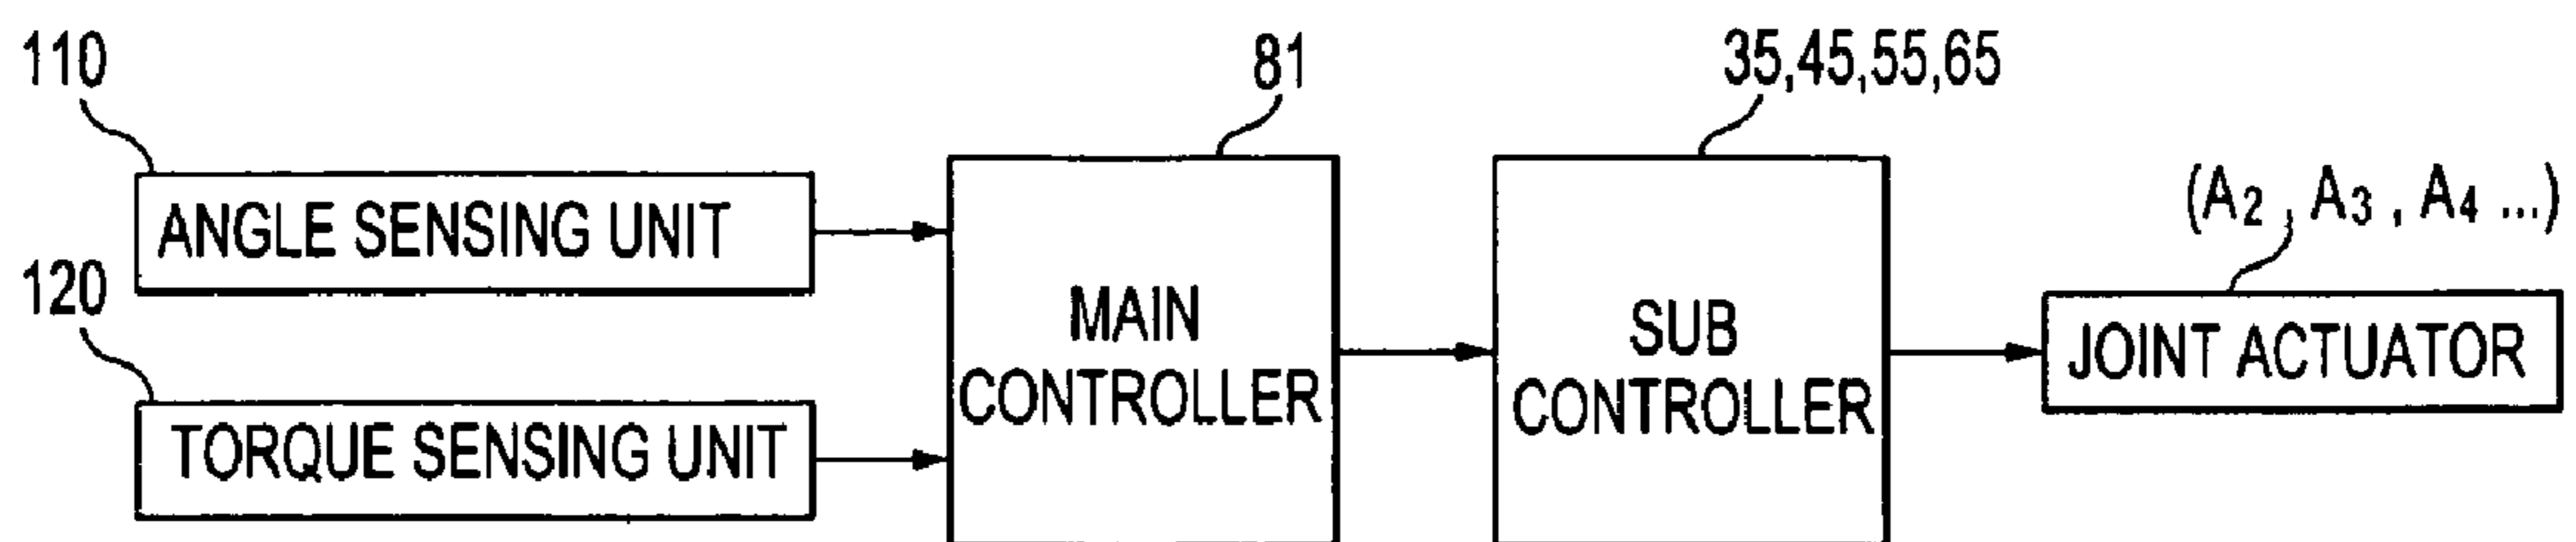 110
81
35,45,55,65
(A2 , A3 , A4 ...)
ANGLE SENSING UNIT
120
MAIN
CONTROLLER
SUB
CONTROLLER
JOINT ACTUATOR
TORQUE SENSING UNIT